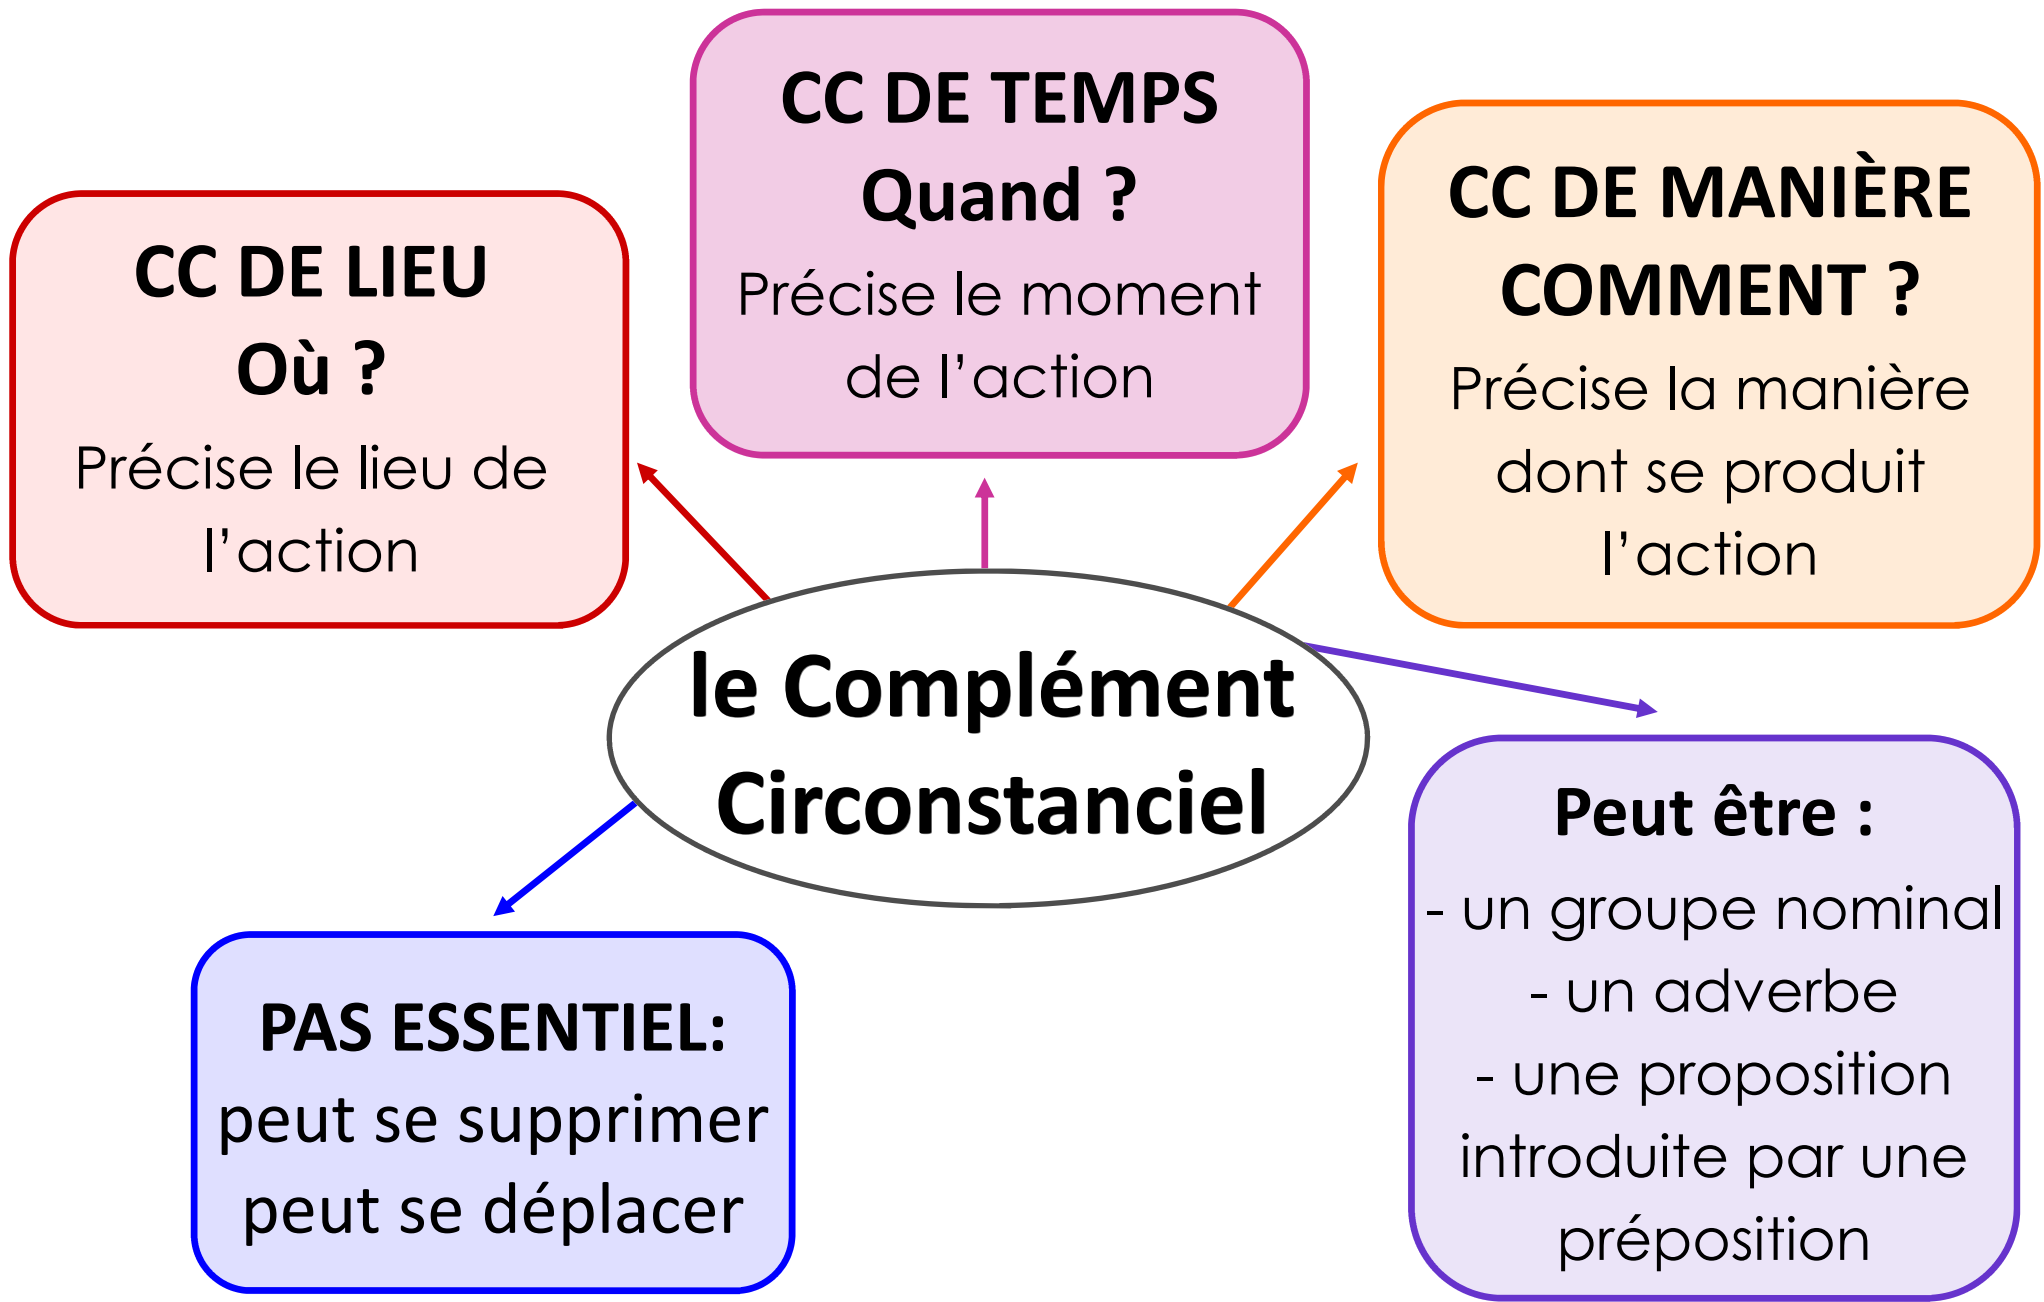 CC DE LIEU
Où ?
Précise le lieu de
l’action
CC DE TEMPS
Quand ?
Précise le moment
de l’action
CC DE MANIÈRE
COMMENT ?
Précise la manière
dont se produit
l’action
le Complément
Circonstanciel
PAS ESSENTIEL:
peut se supprimer
peut se déplacer
Peut être :
- un groupe nominal
- un adverbe
- une proposition
introduite par une
préposition